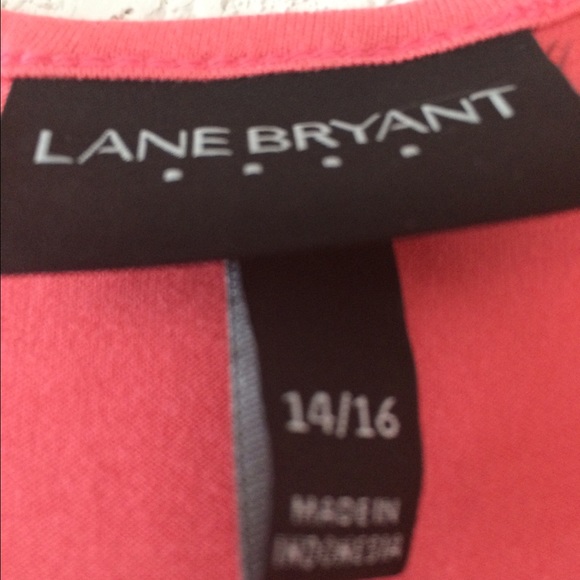 LANE BRYANT
14/16
MADE IN
INDONESIA